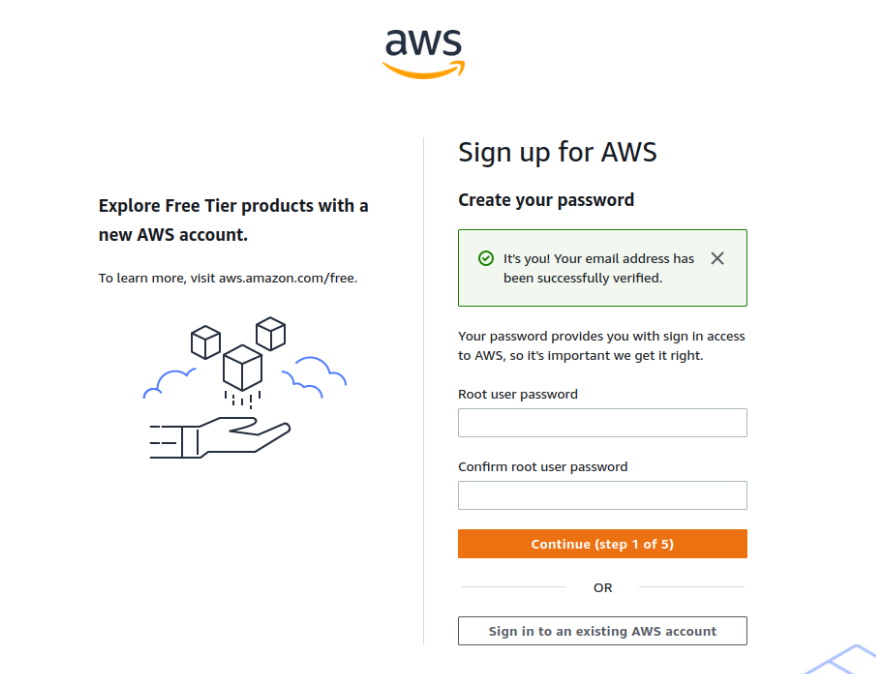 aws
Explore Free Tier products with a
new AWS account.
To learn more, visit aws.amazon.com/free.
Sign up for AWS
Create your password
It's you! Your email address has
been successfully verified.
Your password provides you with sign in access
to AWS, so it's important we get it right.
Root user password
Confirm root user password
Continue (step 1 of 5)
OR
Sign in to an existing AWS account